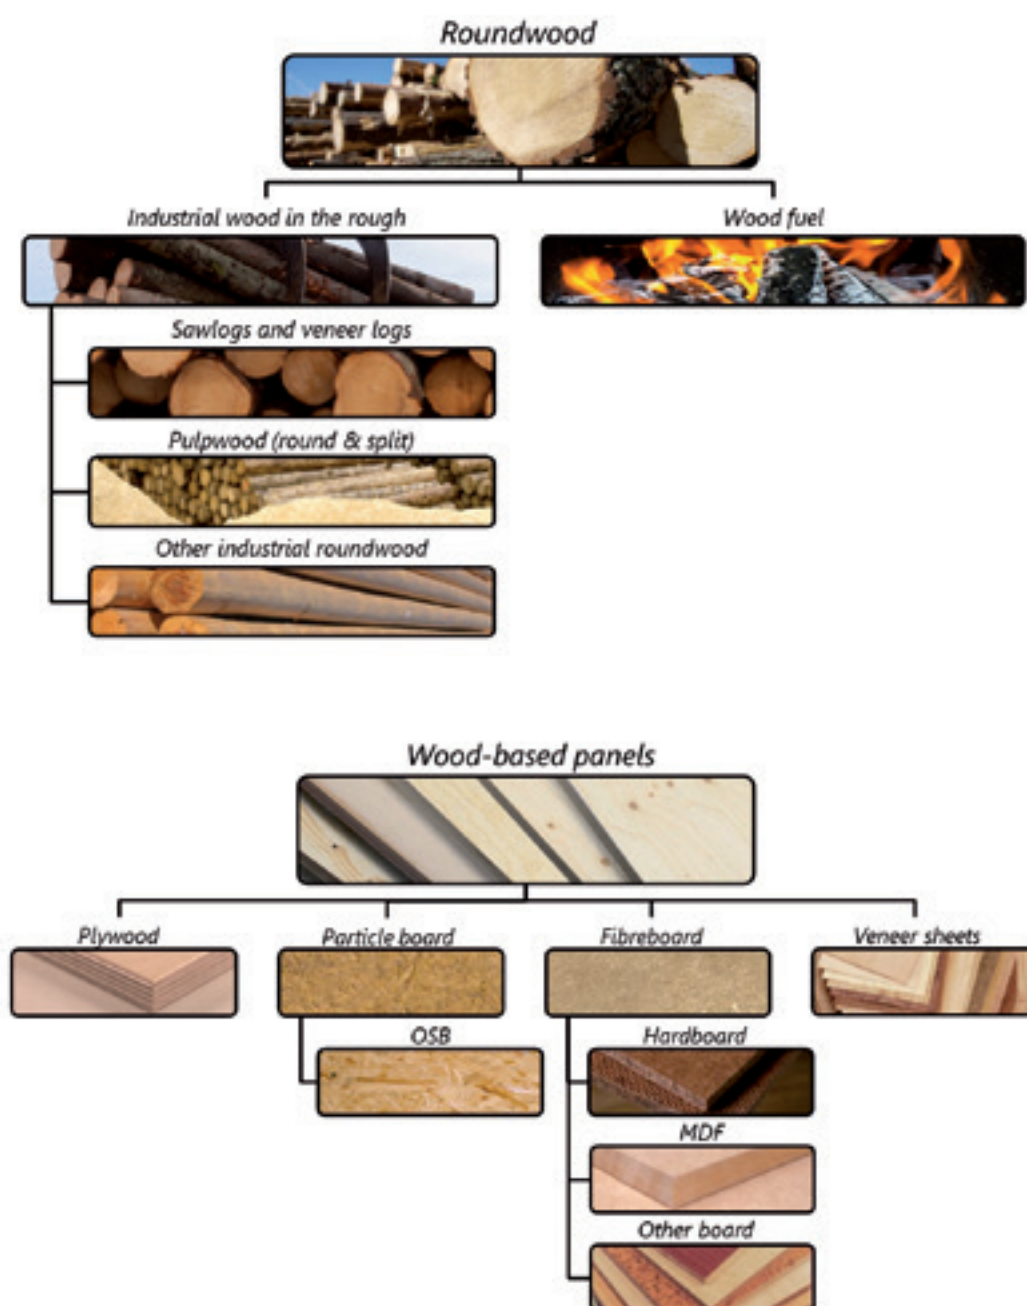 Roundwood
Industrial wood in the rough
Wood fuel
Sawlogs and veneer logs
Pulpwood (round & split)
Other industrial roundwood
Wood-based panels
Plywood
Particle board
Fibreboard
Veneer sheets
OSB
Hardboard
MDF
Other board